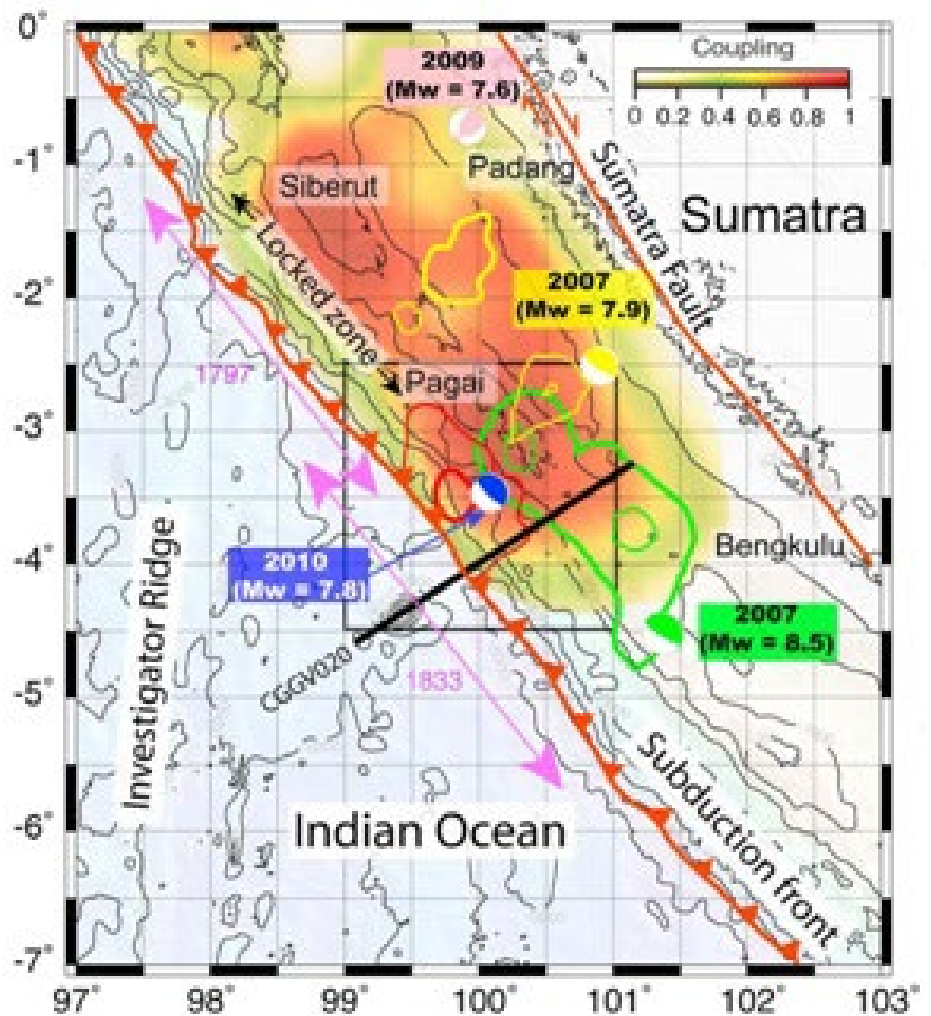 0°
2009
(Mw = 7.6)
Coupling
0 0.2 0.4 0.6 0.8 1
-1°
Padang
Siberut
Sumatra
Sumatra Fault
Locked zone
-2°
2007
(Mw = 7.9)
1797
Pagai
-3°
-4°
2010
(Mw = 7.8)
Bengkulu
Investigator Ridge
2007
(Mw = 8.5)
CGGV020
1833
-5°
Subduction front
-6°
Indian Ocean
-7°
97° 98° 99° 100° 101° 102° 103°